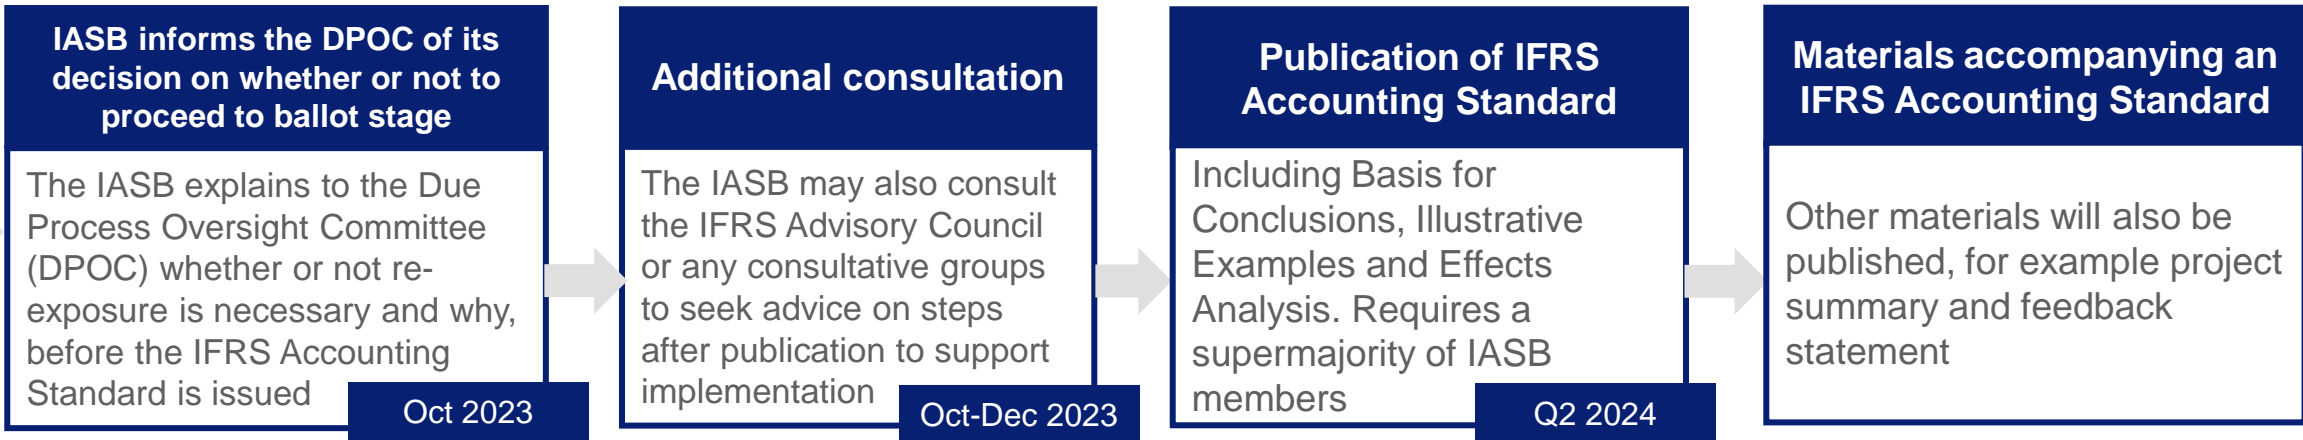 IASB informs the DPOC of its
decision on whether or not to
proceed to ballot stage
The IASB explains to the Due
Process Oversight Committee
(DPOC) whether or not re-
exposure is necessary and why,
before the IFRS Accounting
Standard is issued
Oct 2023
Additional consultation
The IASB may also consult
the IFRS Advisory Council
or any consultative groups
to seek advice on steps
after publication to support
implementation
Oct-Dec 2023
Publication of IFRS
Accounting Standard
Including Basis for
Conclusions, Illustrative
Examples and Effects
Analysis. Requires a
supermajority of IASB
members
Q2 2024
Materials accompanying an
IFRS Accounting Standard
Other materials will also be
published, for example project
summary and feedback
statement